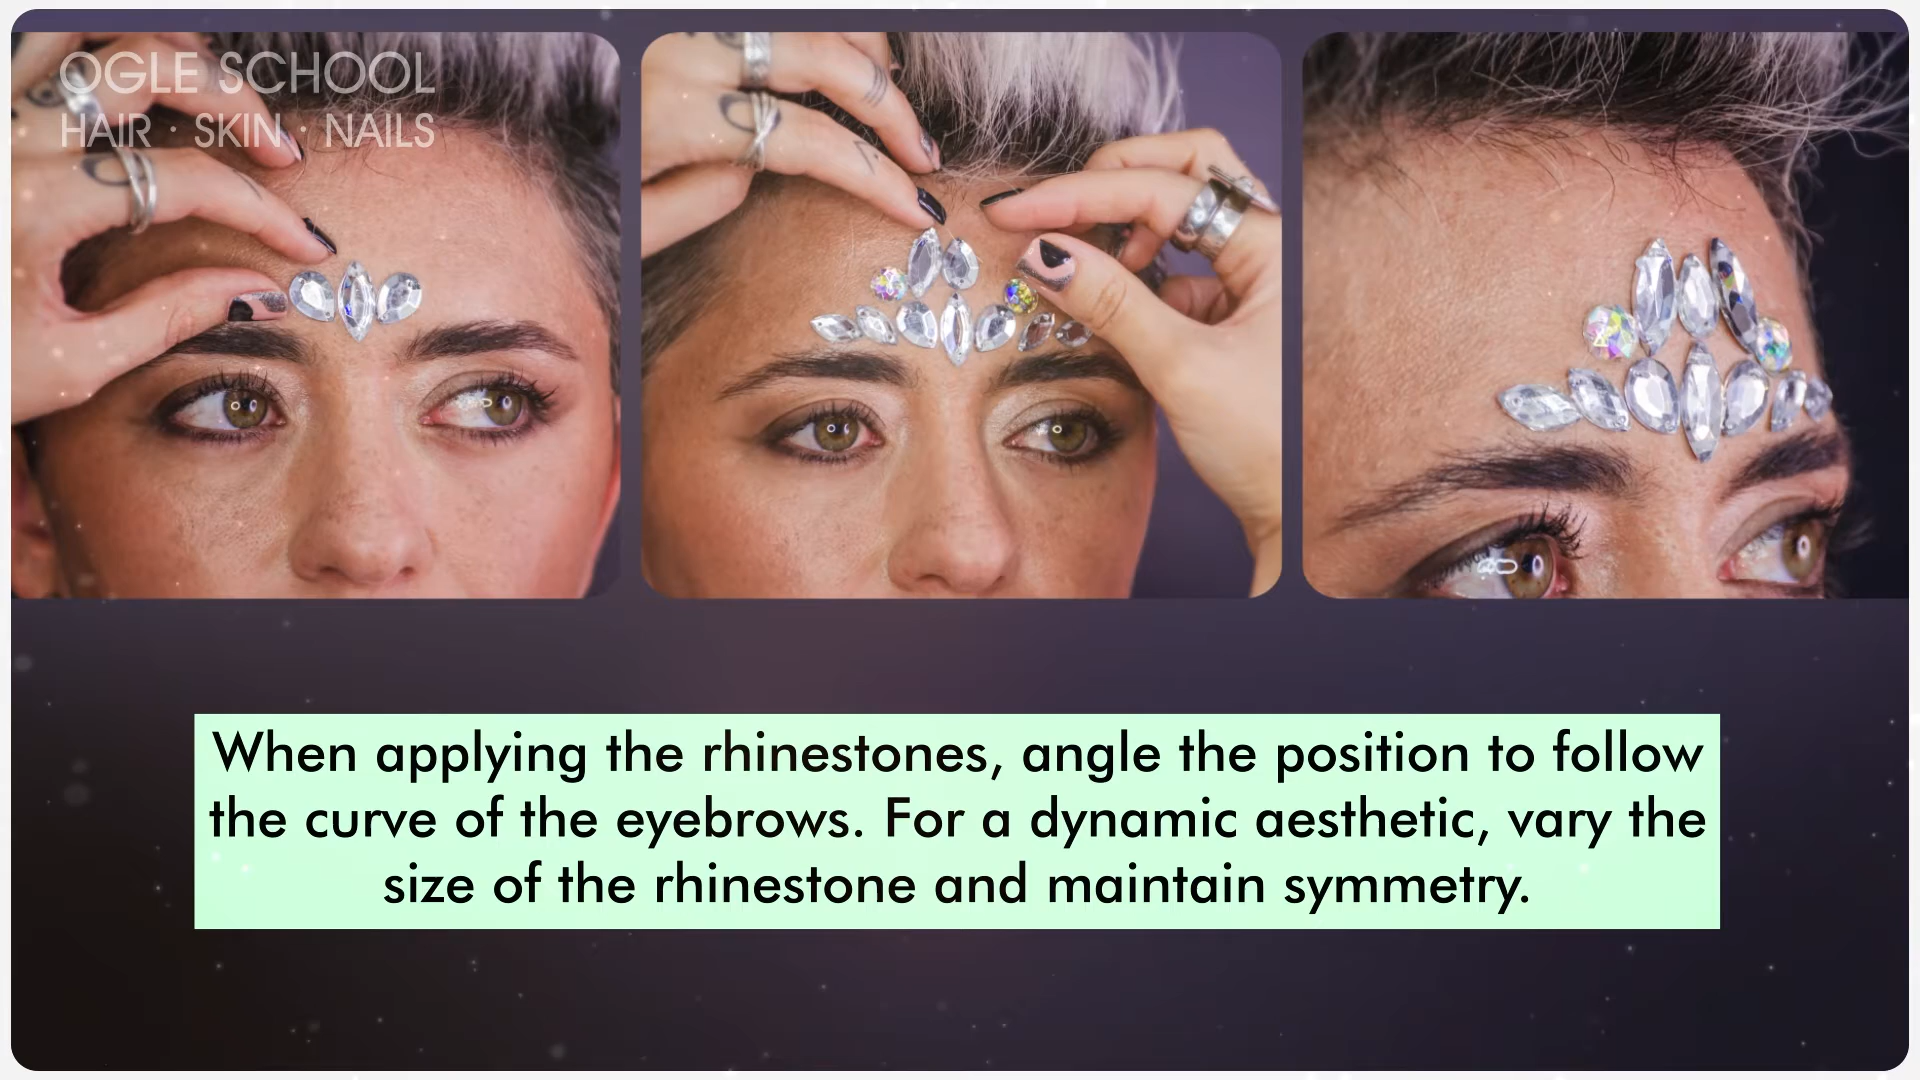 OGLE SCHOOL
HAIR · SKIN · NAILS
When applying the rhinestones, angle the position to follow
the curve of the eyebrows. For a dynamic aesthetic, vary the
size of the rhinestone and maintain symmetry.